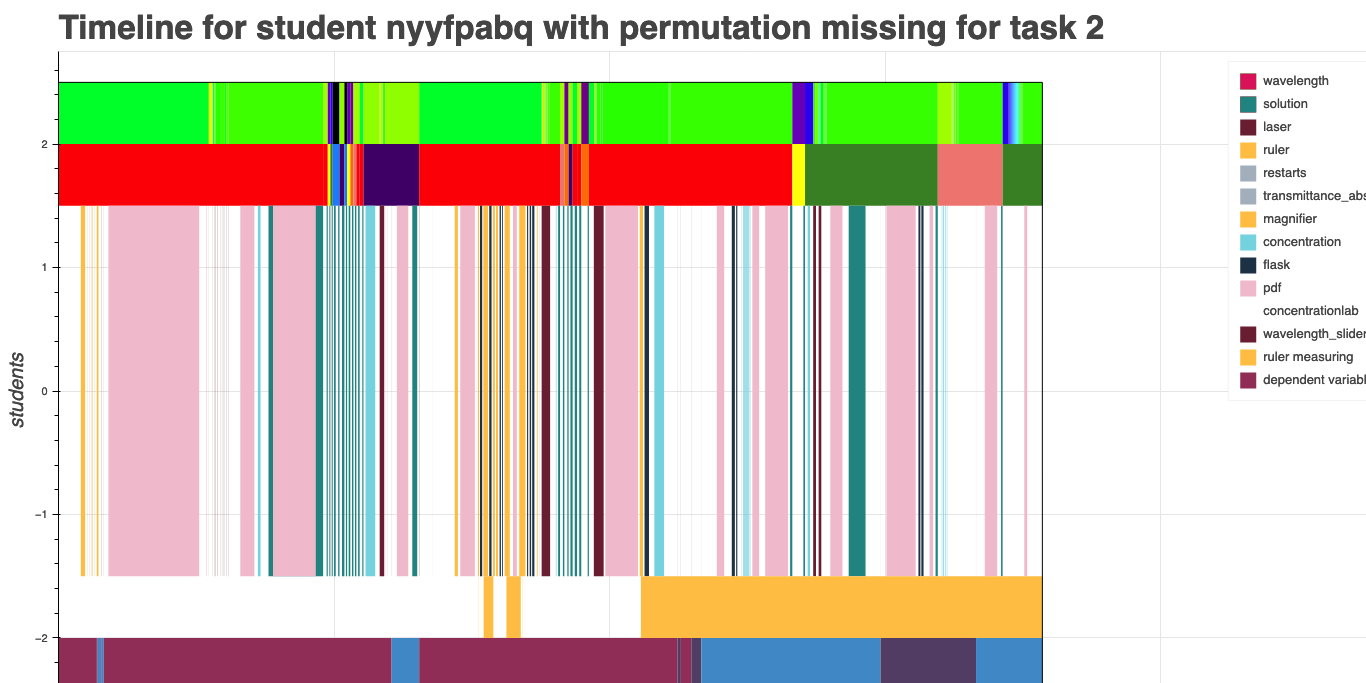 Timeline for student nyyfpabq with permutation missing for task 2
wavelength
solution
laser
ruler
restarts
transmittance_abs
magnifier
concentration
flask
pdf
concentrationlab
wavelength_slider
ruler measuring
dependent variabl
students
2
1
0
−1
−2